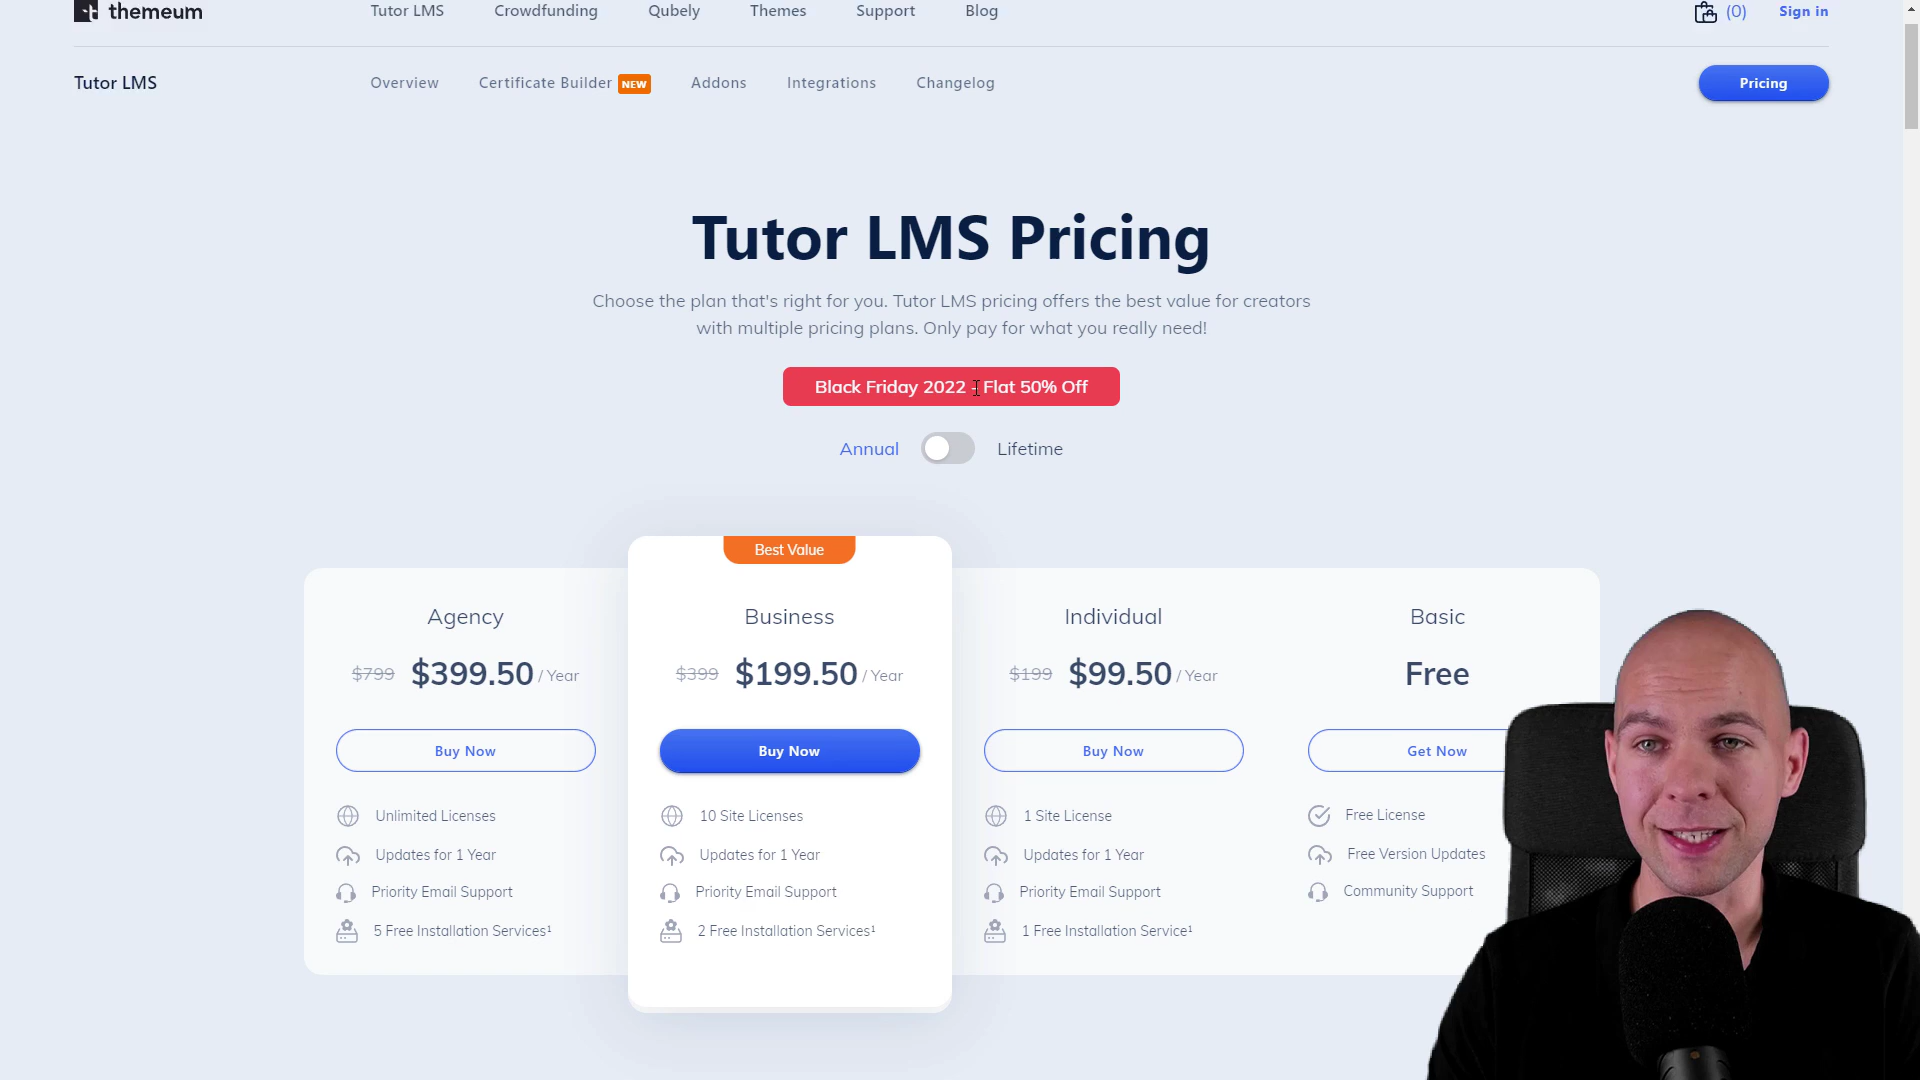 themeum
Tutor LMS
Crowdfunding
Qubely
Themes
Support
Blog
(0)
Sign in
Tutor LMS
Overview
Certificate Builder NEW
Addons
Integrations
Changelog
Pricing
Tutor LMS Pricing
Choose the plan that's right for you. Tutor LMS pricing offers the best value for creators
with multiple pricing plans. Only pay for what you really need!
Black Friday 2022 - Flat 50% Off
Annual
Lifetime
Agency
$799 $399.50 / Year
Buy Now
Unlimited Licenses
Updates for 1 Year
Priority Email Support
5 Free Installation Services¹
Best Value
Business
$399 $199.50 / Year
Buy Now
10 Site Licenses
Updates for 1 Year
Priority Email Support
2 Free Installation Services¹
Individual
$199 $99.50 / Year
Buy Now
1 Site License
Updates for 1 Year
Priority Email Support
1 Free Installation Service¹
Basic
Free
Get Now
Free License
Free Version Updates
Community Support